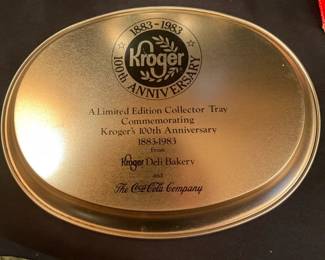 1883-1983
Kroger
100th ANNIVERSARY
A Limited Edition Collector Tray
Commemorating
Kroger's 100th Anniversary
1883-1983
from
Kroger Deli Bakery
and
The Coca-Cola Company